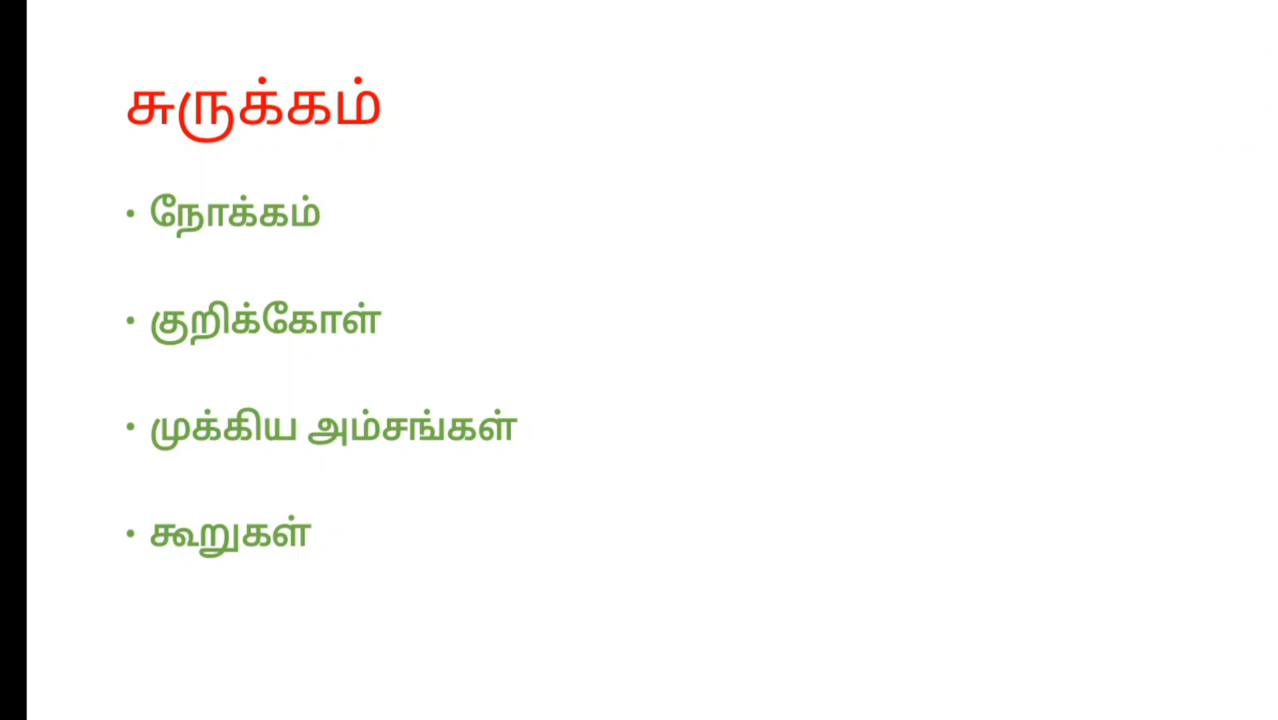 சுருக்கம்
• நோக்கம்
• குறிக்கோள்
• முக்கிய அம்சங்கள்
• கூறுகள்